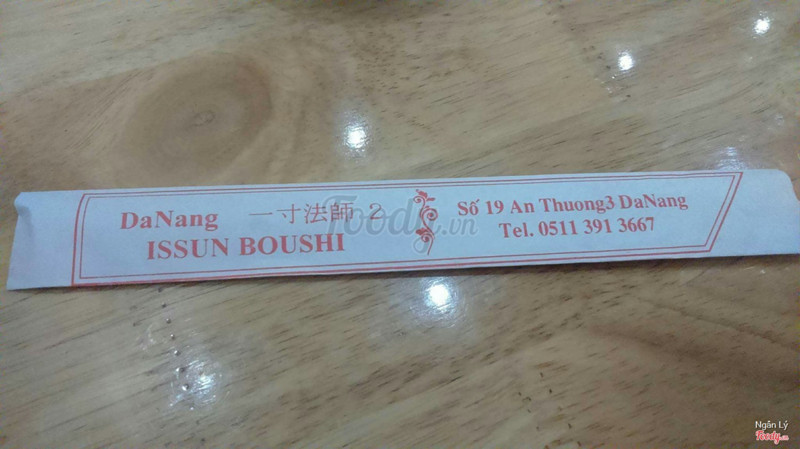 DaNang 一寸法師 2
ISSUN BOUSHI
Số 19 An Thuong3 DaNang
Tel. 0511 391 3667
Foody.vn
Ngân Lý
Foody.vn